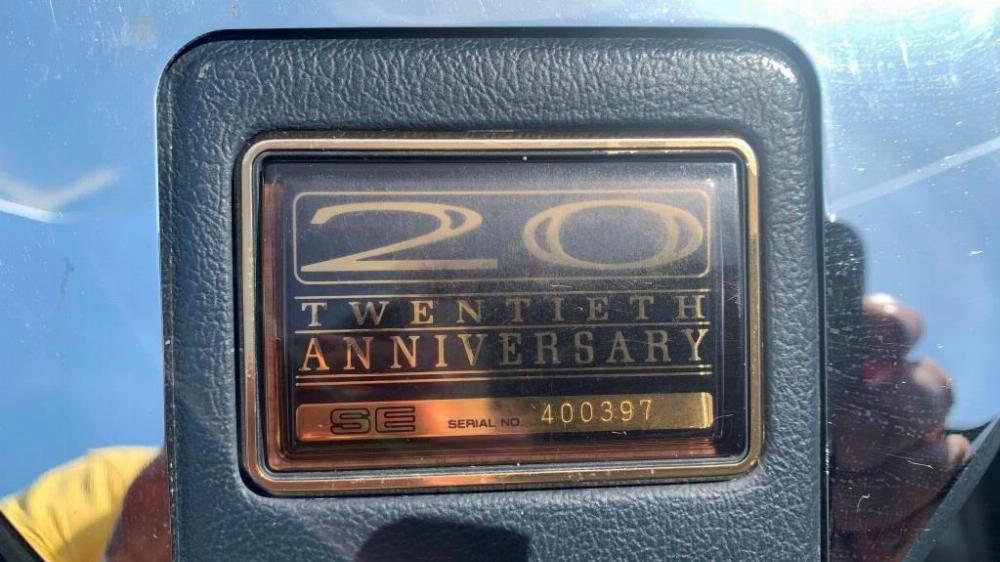 20
TWENTIETH
ANNIVERSARY
SE SERIAL NO. 400397